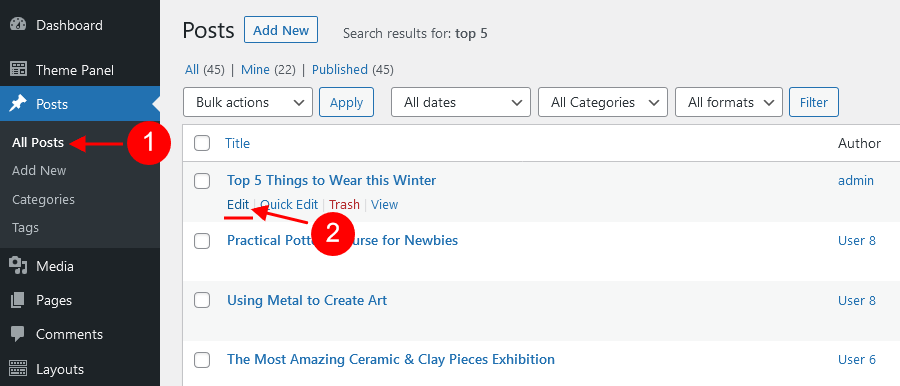 Dashboard
Theme Panel
Posts
All Posts
Add New
Categories
Tags
Media
Pages
Comments
Layouts
1
Posts Add New Search results for: top 5
All (45) | Mine (22) | Published (45)
Bulk actions Apply All dates All Categories All formats Filter
Title Author
Top 5 Things to Wear this Winter admin
Edit | Quick Edit | Trash | View
2
Practical for Newbies User 8
Using Metal to Create Art User 8
The Most Amazing Ceramic & Clay Pieces Exhibition User 6